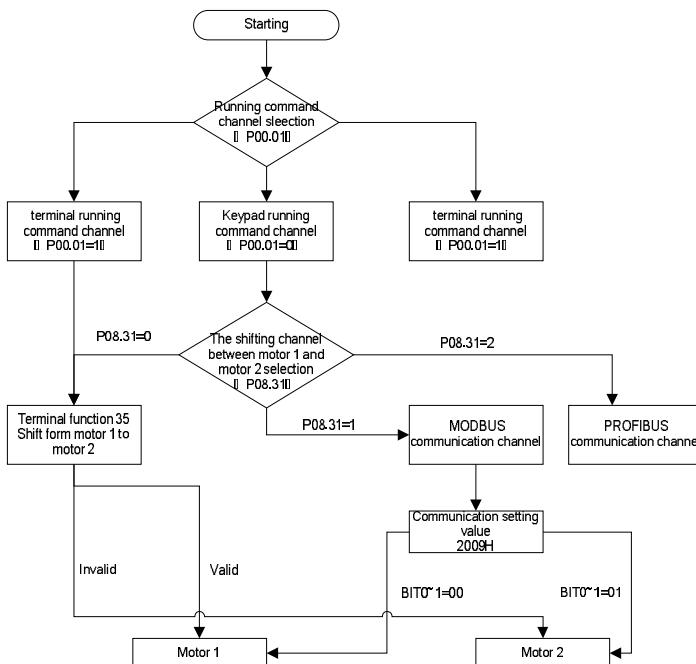 Starting
Running command
channel sleection
P00.01
terminal running
command channel
P00.01=1
Keypad running
command channel
P00.01=0
terminal running
command channel
P00.01=1
P08.31=0
The shifting channel
between motor 1 and
motor 2 selection
P08.31
P08.31=2
Terminal function 35
Shift form motor 1 to
motor 2
P08.31=1
MODBUS
communication channel
PROFIBUS
communication channel
Communication setting
value
2009H
Invalid
Valid
BIT0~1=00
BIT0~1=01
Motor 1
Motor 2